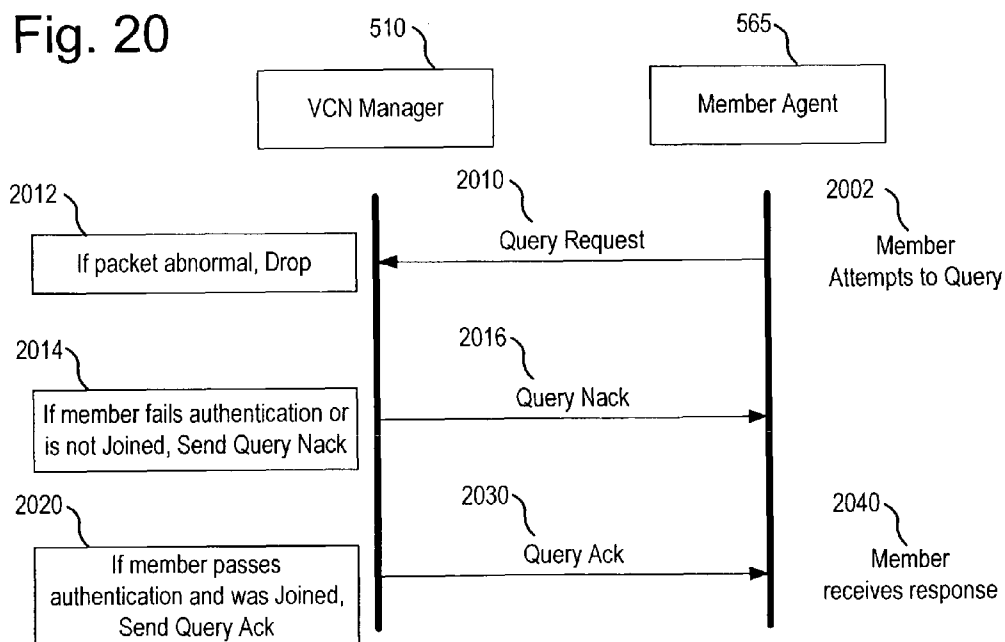 Fig. 20
510
565
VCN Manager
Member Agent
2012
2010
2002
If packet abnormal, Drop
Query Request
Member
Attempts to Query
2014
2016
If member fails authentication or
is not Joined, Send Query Nack
Query Nack
2020
2030
2040
If member passes
authentication and was Joined,
Send Query Ack
Query Ack
Member
receives response